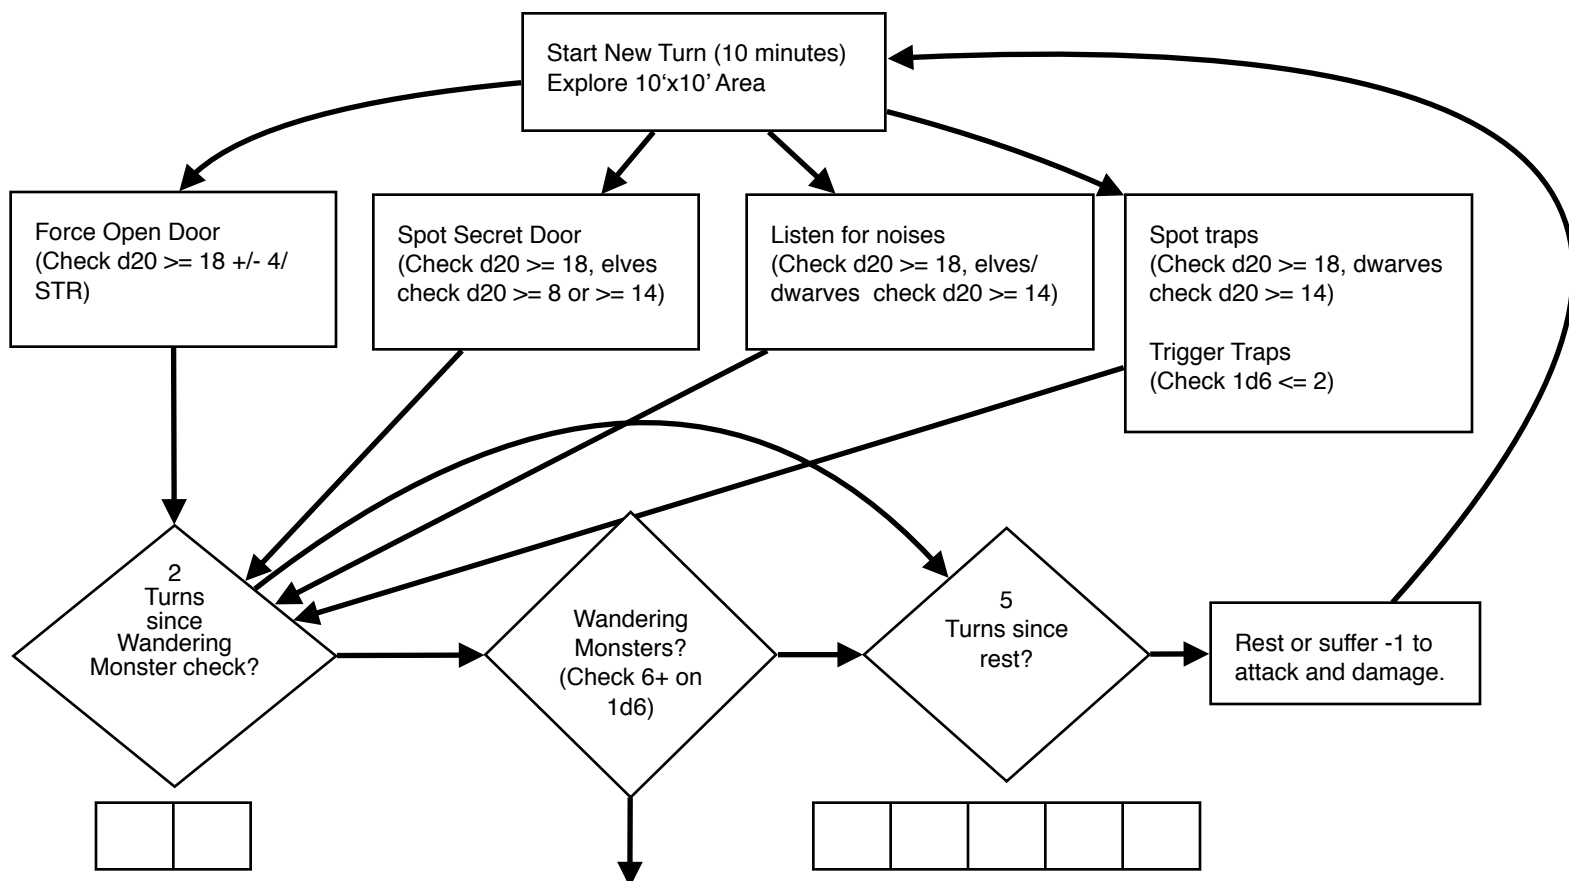 Start New Turn (10 minutes)
Explore 10‘x10’ Area
Force Open Door
(Check d20 >= 18 +/- 4/
STR)
Spot Secret Door
(Check d20 >= 18, elves
check d20 >= 8 or >= 14)
Listen for noises
(Check d20 >= 18, elves/
dwarves  check d20 >= 14)
Spot traps
(Check d20 >= 18, dwarves
check d20 >= 14)
Trigger Traps
(Check 1d6 <= 2)
2
Turns
since
Wandering
Monster check?
Wandering
Monsters?
(Check 6+ on
1d6)
5
Turns since
rest?
Rest or suffer -1 to
attack and damage.